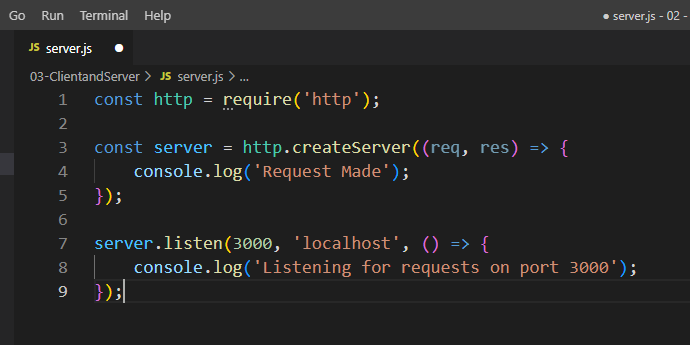 Go Run Terminal Help ● server.js - 02 -
JS server.js ●
03-ClientandServer > JS server.js > ...
1 const http = require('http');
2
3 const server = http.createServer((req, res) => {
4     console.log('Request Made');
5 });
6
7 server.listen(3000, 'localhost', () => {
8     console.log('Listening for requests on port 3000');
9 });